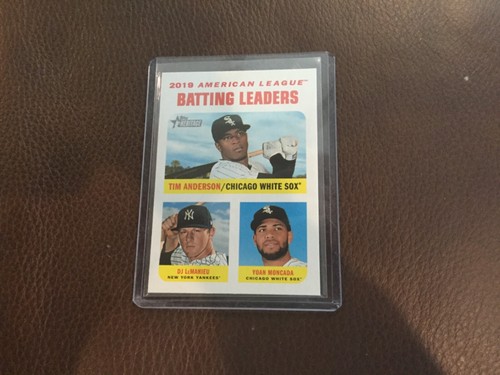 2019 AMERICAN LEAGUE™
BATTING LEADERS
Topps HERITAGE
TIM ANDERSON/CHICAGO WHITE SOX®
DJ LeMAHIEU
NEW YORK YANKEES®
YOAN MONCADA
CHICAGO WHITE SOX®